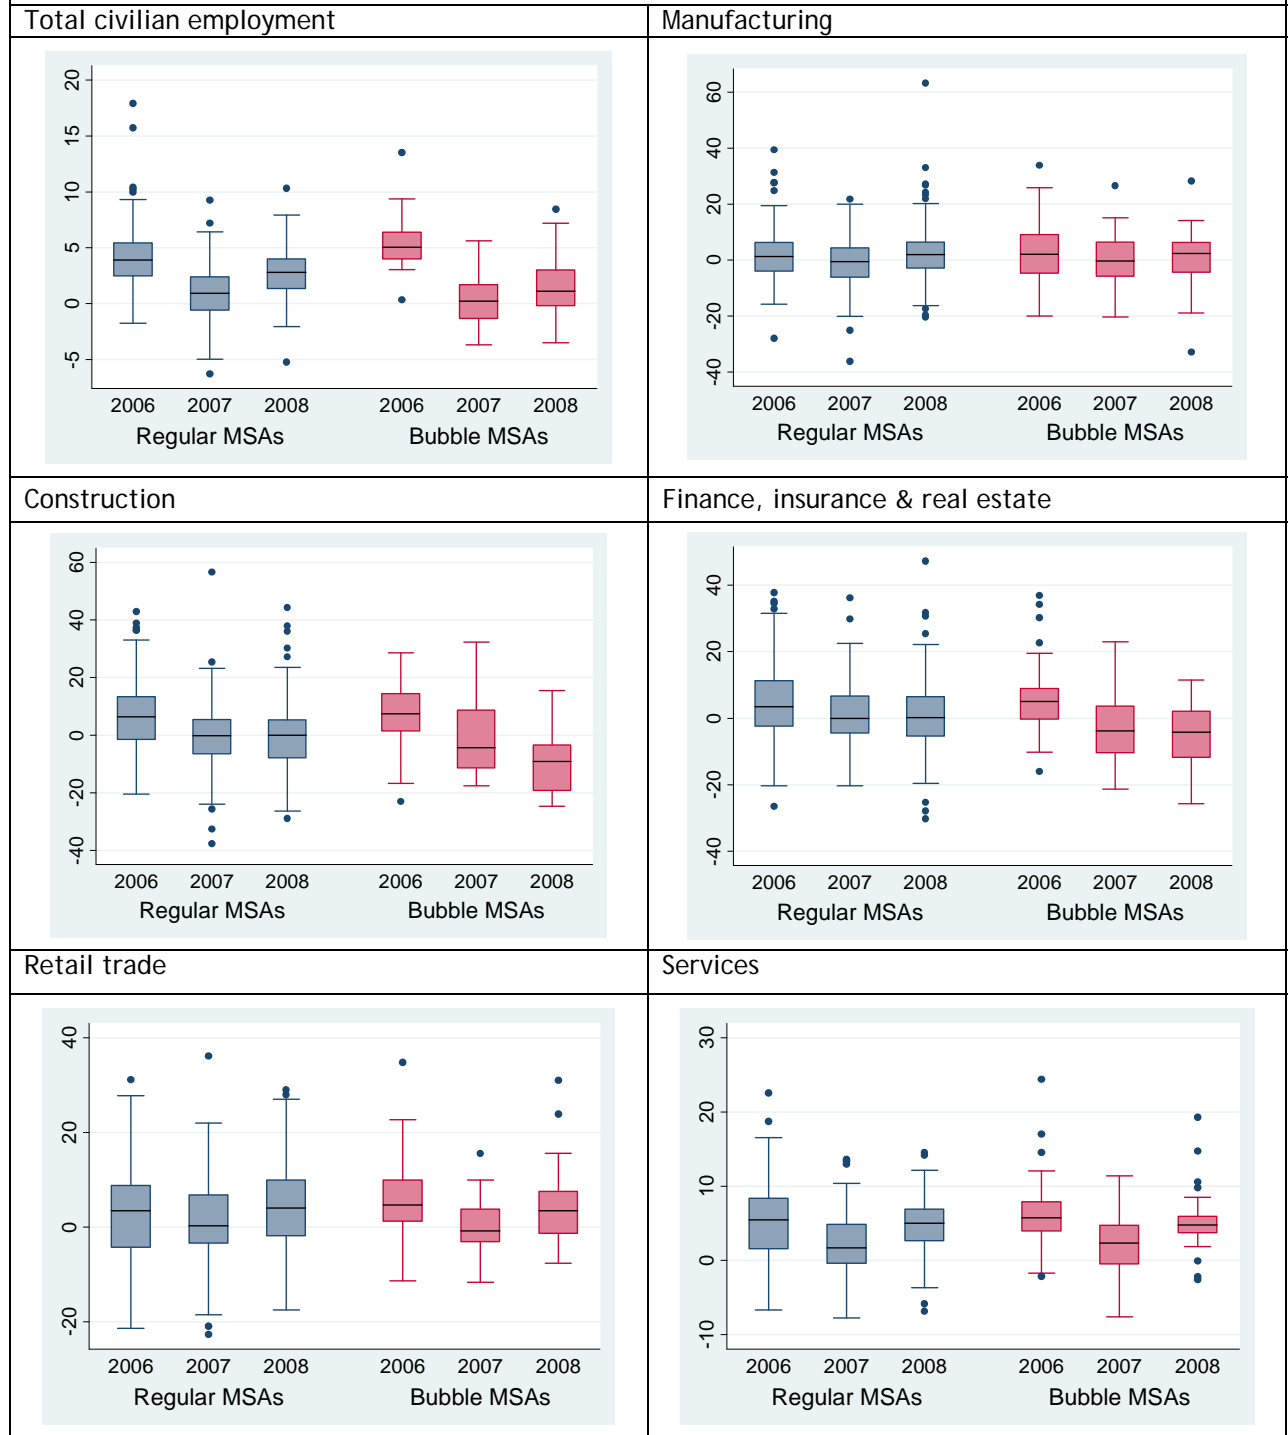 Total civilian employment
Manufacturing
20
15
10
5
0
-5
2006 2007 2008 2006 2007 2008
Regular MSAs Bubble MSAs
60
40
20
0
-20
-40
2006 2007 2008 2006 2007 2008
Regular MSAs Bubble MSAs
Construction
Finance, insurance & real estate
60
40
20
0
-20
-40
2006 2007 2008 2006 2007 2008
Regular MSAs Bubble MSAs
40
20
0
-20
-40
2006 2007 2008 2006 2007 2008
Regular MSAs Bubble MSAs
Retail trade
Services
40
20
0
-20
2006 2007 2008 2006 2007 2008
Regular MSAs Bubble MSAs
30
20
10
0
-10
2006 2007 2008 2006 2007 2008
Regular MSAs Bubble MSAs